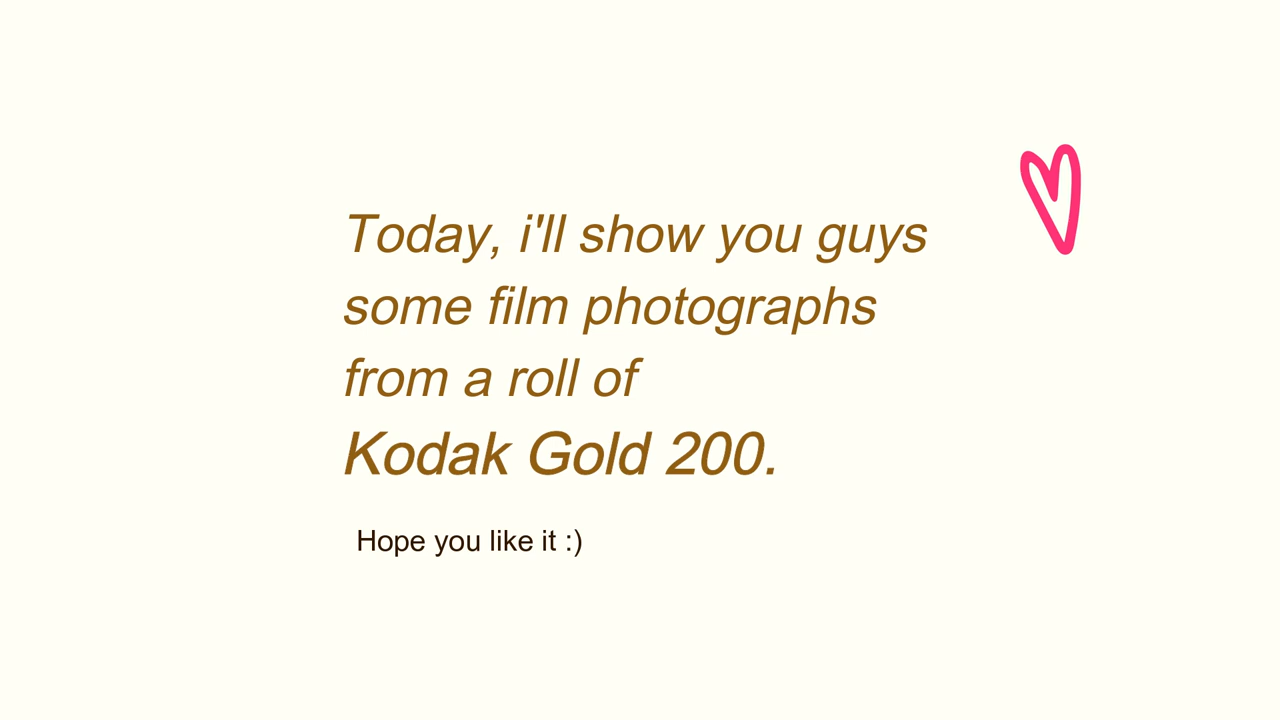 Today, i'll show you guys
some film photographs
from a roll of
Kodak Gold 200.
Hope you like it :)